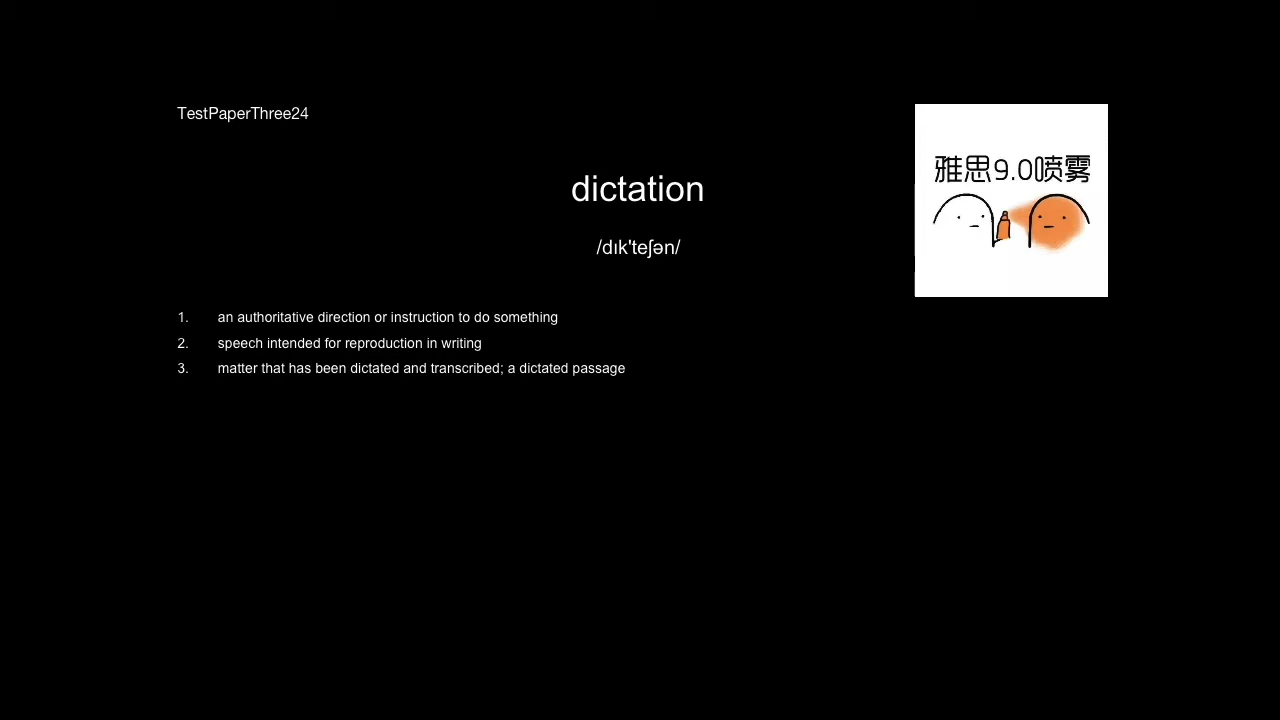 TestPaperThree24
雅思9.0喷雾
dictation
/dɪk'teʃən/
1. an authoritative direction or instruction to do something
2. speech intended for reproduction in writing
3. matter that has been dictated and transcribed; a dictated passage